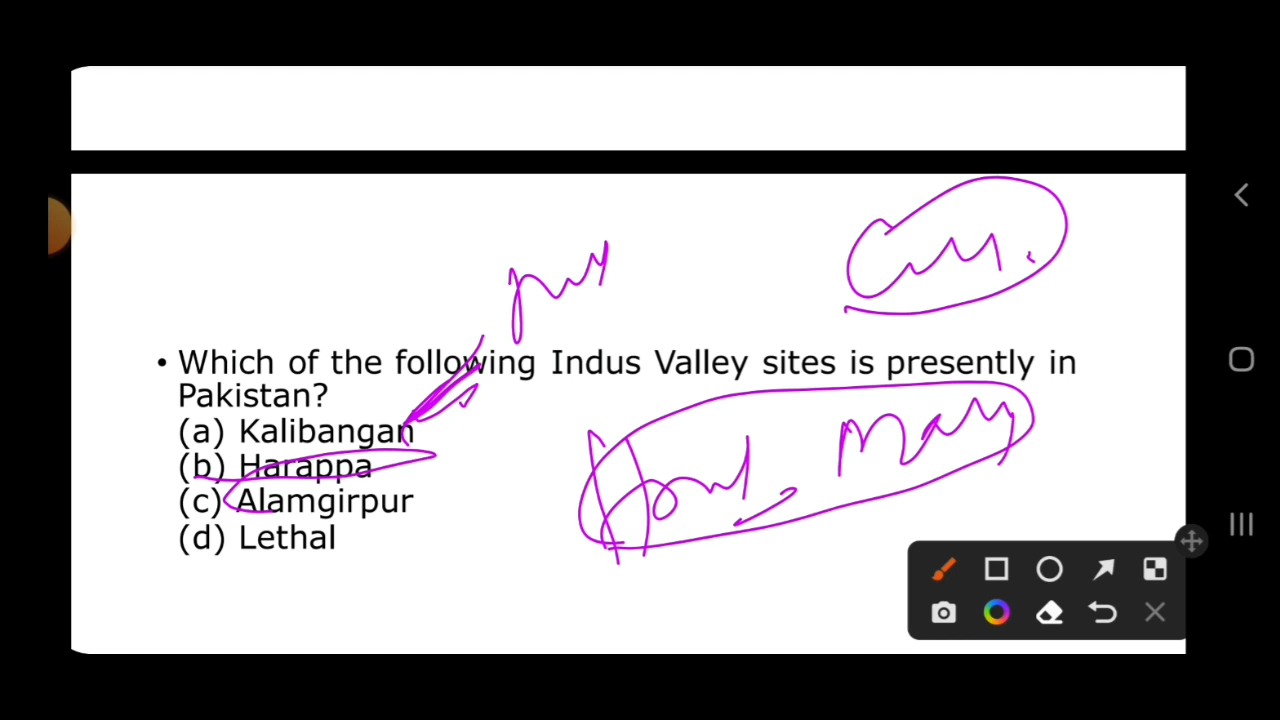 • Which of the following Indus Valley sites is presently in
Pakistan?
(a) Kalibangan
(b) Harappa
(c) Alamgirpur
(d) Lethal